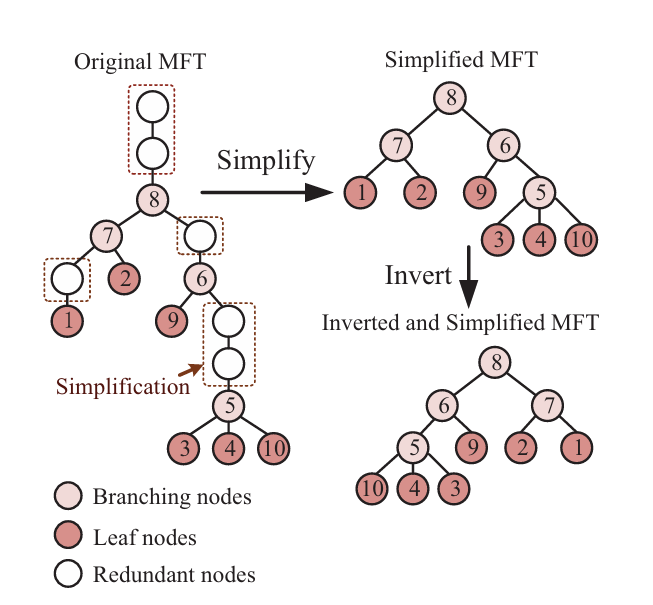 Original MFT
Simplified MFT
8
7 6
1 2 9 5
3 4 10
Simplify
8
7
2 6
1 9
Simplification
5
3 4 10
Invert
Inverted and Simplified MFT
8
6 7
5 9 2 1
10 4 3
Branching nodes
Leaf nodes
Redundant nodes